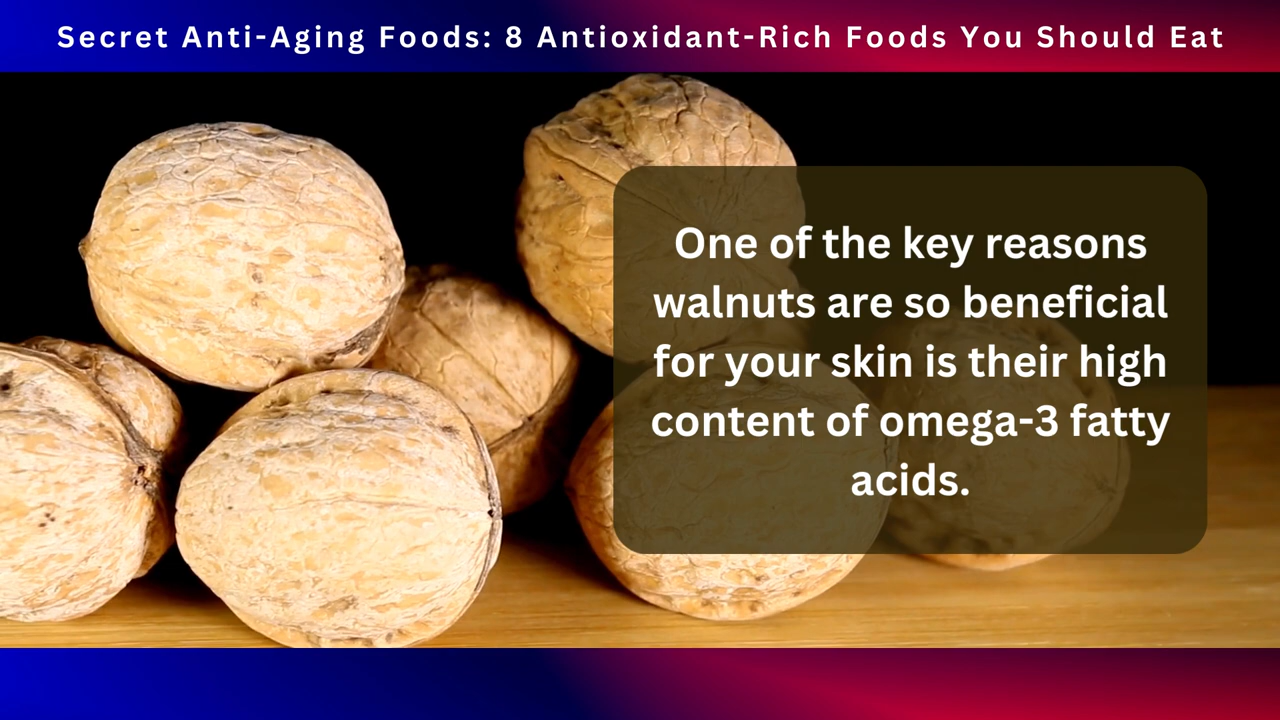 Secret Anti-Aging Foods: 8 Antioxidant-Rich Foods You Should Eat
One of the key reasons
walnuts are so beneficial
for your skin is their high
content of omega-3 fatty
acids.